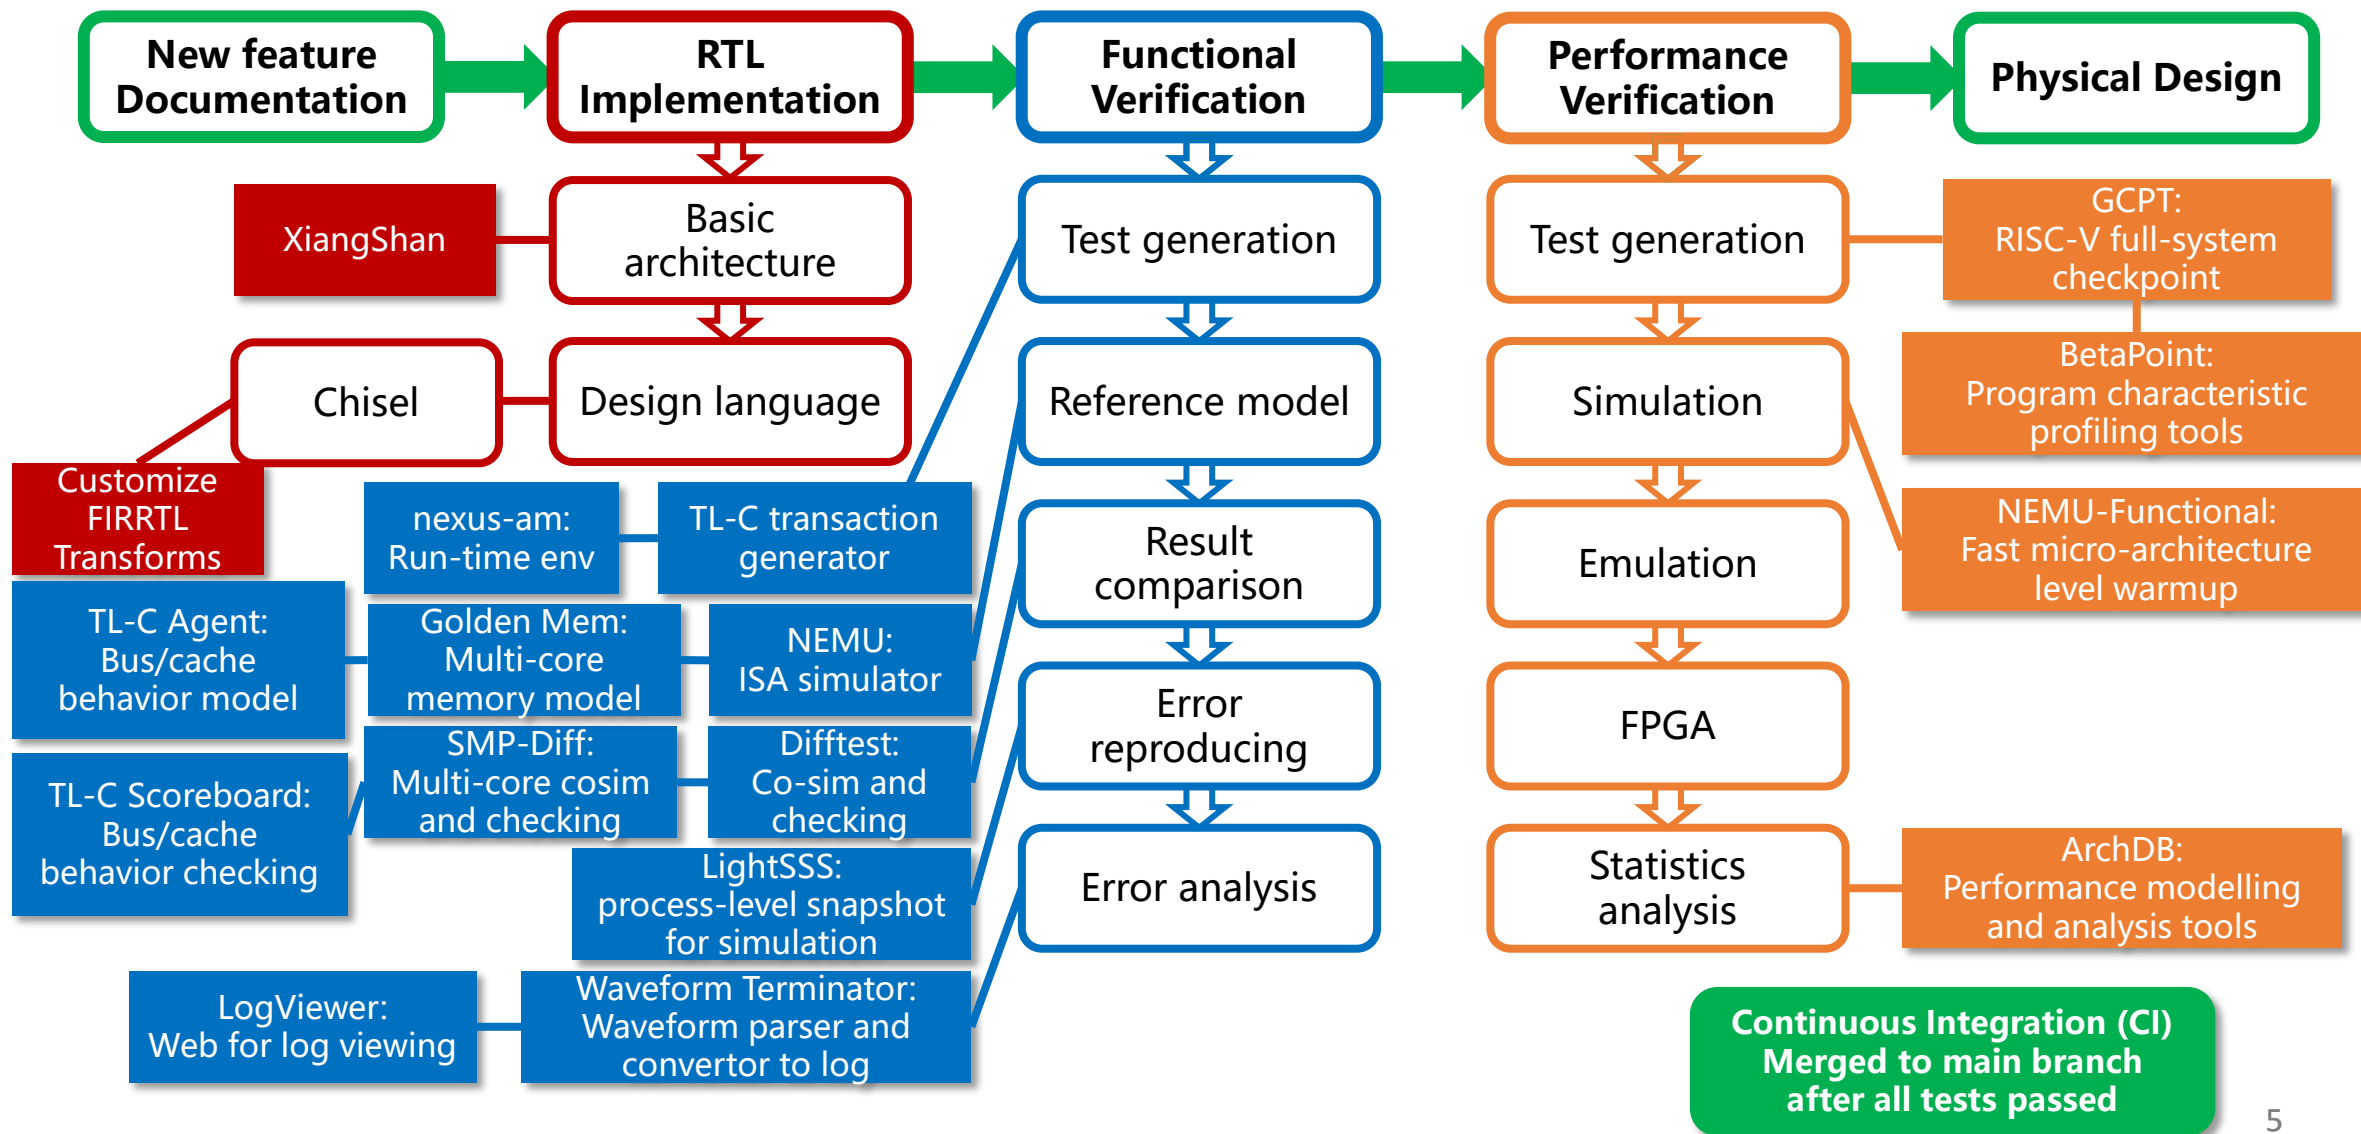 New feature
Documentation
RTL
Implementation
Functional
Verification
Performance
Verification
Physical Design
XiangShan
Basic
architecture
Chisel
Design language
Customize
FIRRTL
Transforms
Test generation
Reference model
Result
comparison
Error
reproducing
Error analysis
nexus-am:
Run-time env
TL-C transaction
generator
TL-C Agent:
Bus/cache
behavior model
Golden Mem:
Multi-core
memory model
NEMU:
ISA simulator
TL-C Scoreboard:
Bus/cache
behavior checking
SMP-Diff:
Multi-core cosim
and checking
Difftest:
Co-sim and
checking
LightSSS:
process-level snapshot
for simulation
LogViewer:
Web for log viewing
Waveform Terminator:
Waveform parser and
convertor to log
Test generation
Simulation
Emulation
FPGA
Statistics
analysis
GCPT:
RISC-V full-system
checkpoint
BetaPoint:
Program characteristic
profiling tools
NEMU-Functional:
Fast micro-architecture
level warmup
ArchDB:
Performance modelling
and analysis tools
Continuous Integration (CI)
Merged to main branch
after all tests passed
5